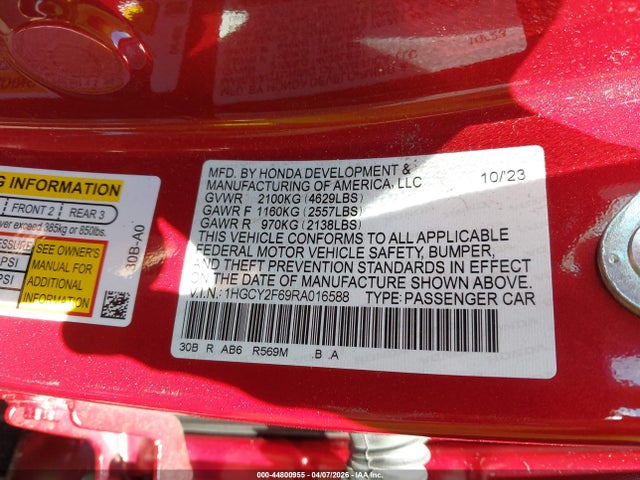 G INFORMATION
FRONT 2 REAR 3
ver exceed 385kg or 850lbs.
PRESSURE
PSI
PSI
SEE OWNER'S
MANUAL FOR
ADDITIONAL
INFORMATION
30B-A0
MFD. BY HONDA DEVELOPMENT &
MANUFACTURING OF AMERICA, LLC 10/23
GVWR 2100KG (4629LBS)
GAWR F 1160KG (2557LBS)
GAWR R 970KG (2138LBS)
THIS VEHICLE CONFORMS TO ALL APPLICABLE
FEDERAL MOTOR VEHICLE SAFETY, BUMPER,
AND THEFT PREVENTION STANDARDS IN EFFECT
ON THE DATE OF MANUFACTURE SHOWN ABOVE.
V.I.N.: 1HGCY2F69RA016588 TYPE: PASSENGER CAR
30B R AB6 R569M .B .A
000-44800955 04/07/2026 IAA Inc.